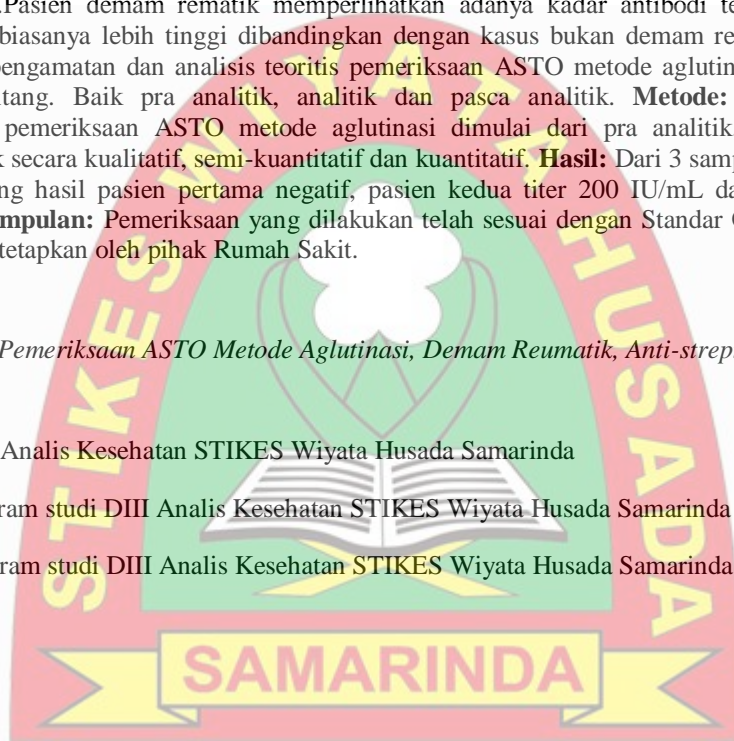 .Pasien demam rematik memperlihatkan adanya kadar antibodi te
biasanya lebih tinggi dibandingkan dengan kasus bukan demam re
pengamatan dan analisis teoritis pemeriksaan ASTO metode aglutin
tang. Baik pra analitik, analitik dan pasca analitik. Metode:
pemeriksaan ASTO metode aglutinasi dimulai dari pra analitik
k secara kualitatif, semi-kuantitatif dan kuantitatif. Hasil: Dari 3 samp
ng hasil pasien pertama negatif, pasien kedua titer 200 IU/mL da
mpulan: Pemeriksaan yang dilakukan telah sesuai dengan Standar
tetapkan oleh pihak Rumah Sakit.
Pemeriksaan ASTO Metode Aglutinasi, Demam Reumatik, Anti-strep
Analis Kesehatan STIKES Wiyata Husada Samarinda
ram studi DIII Analis Kesehatan STIKES Wiyata Husada Samarinda
ram studi DIII Analis Kesehatan STIKES Wiyata Husada Samarinda
STIKES WIYATA HUSADA
SAMARINDA